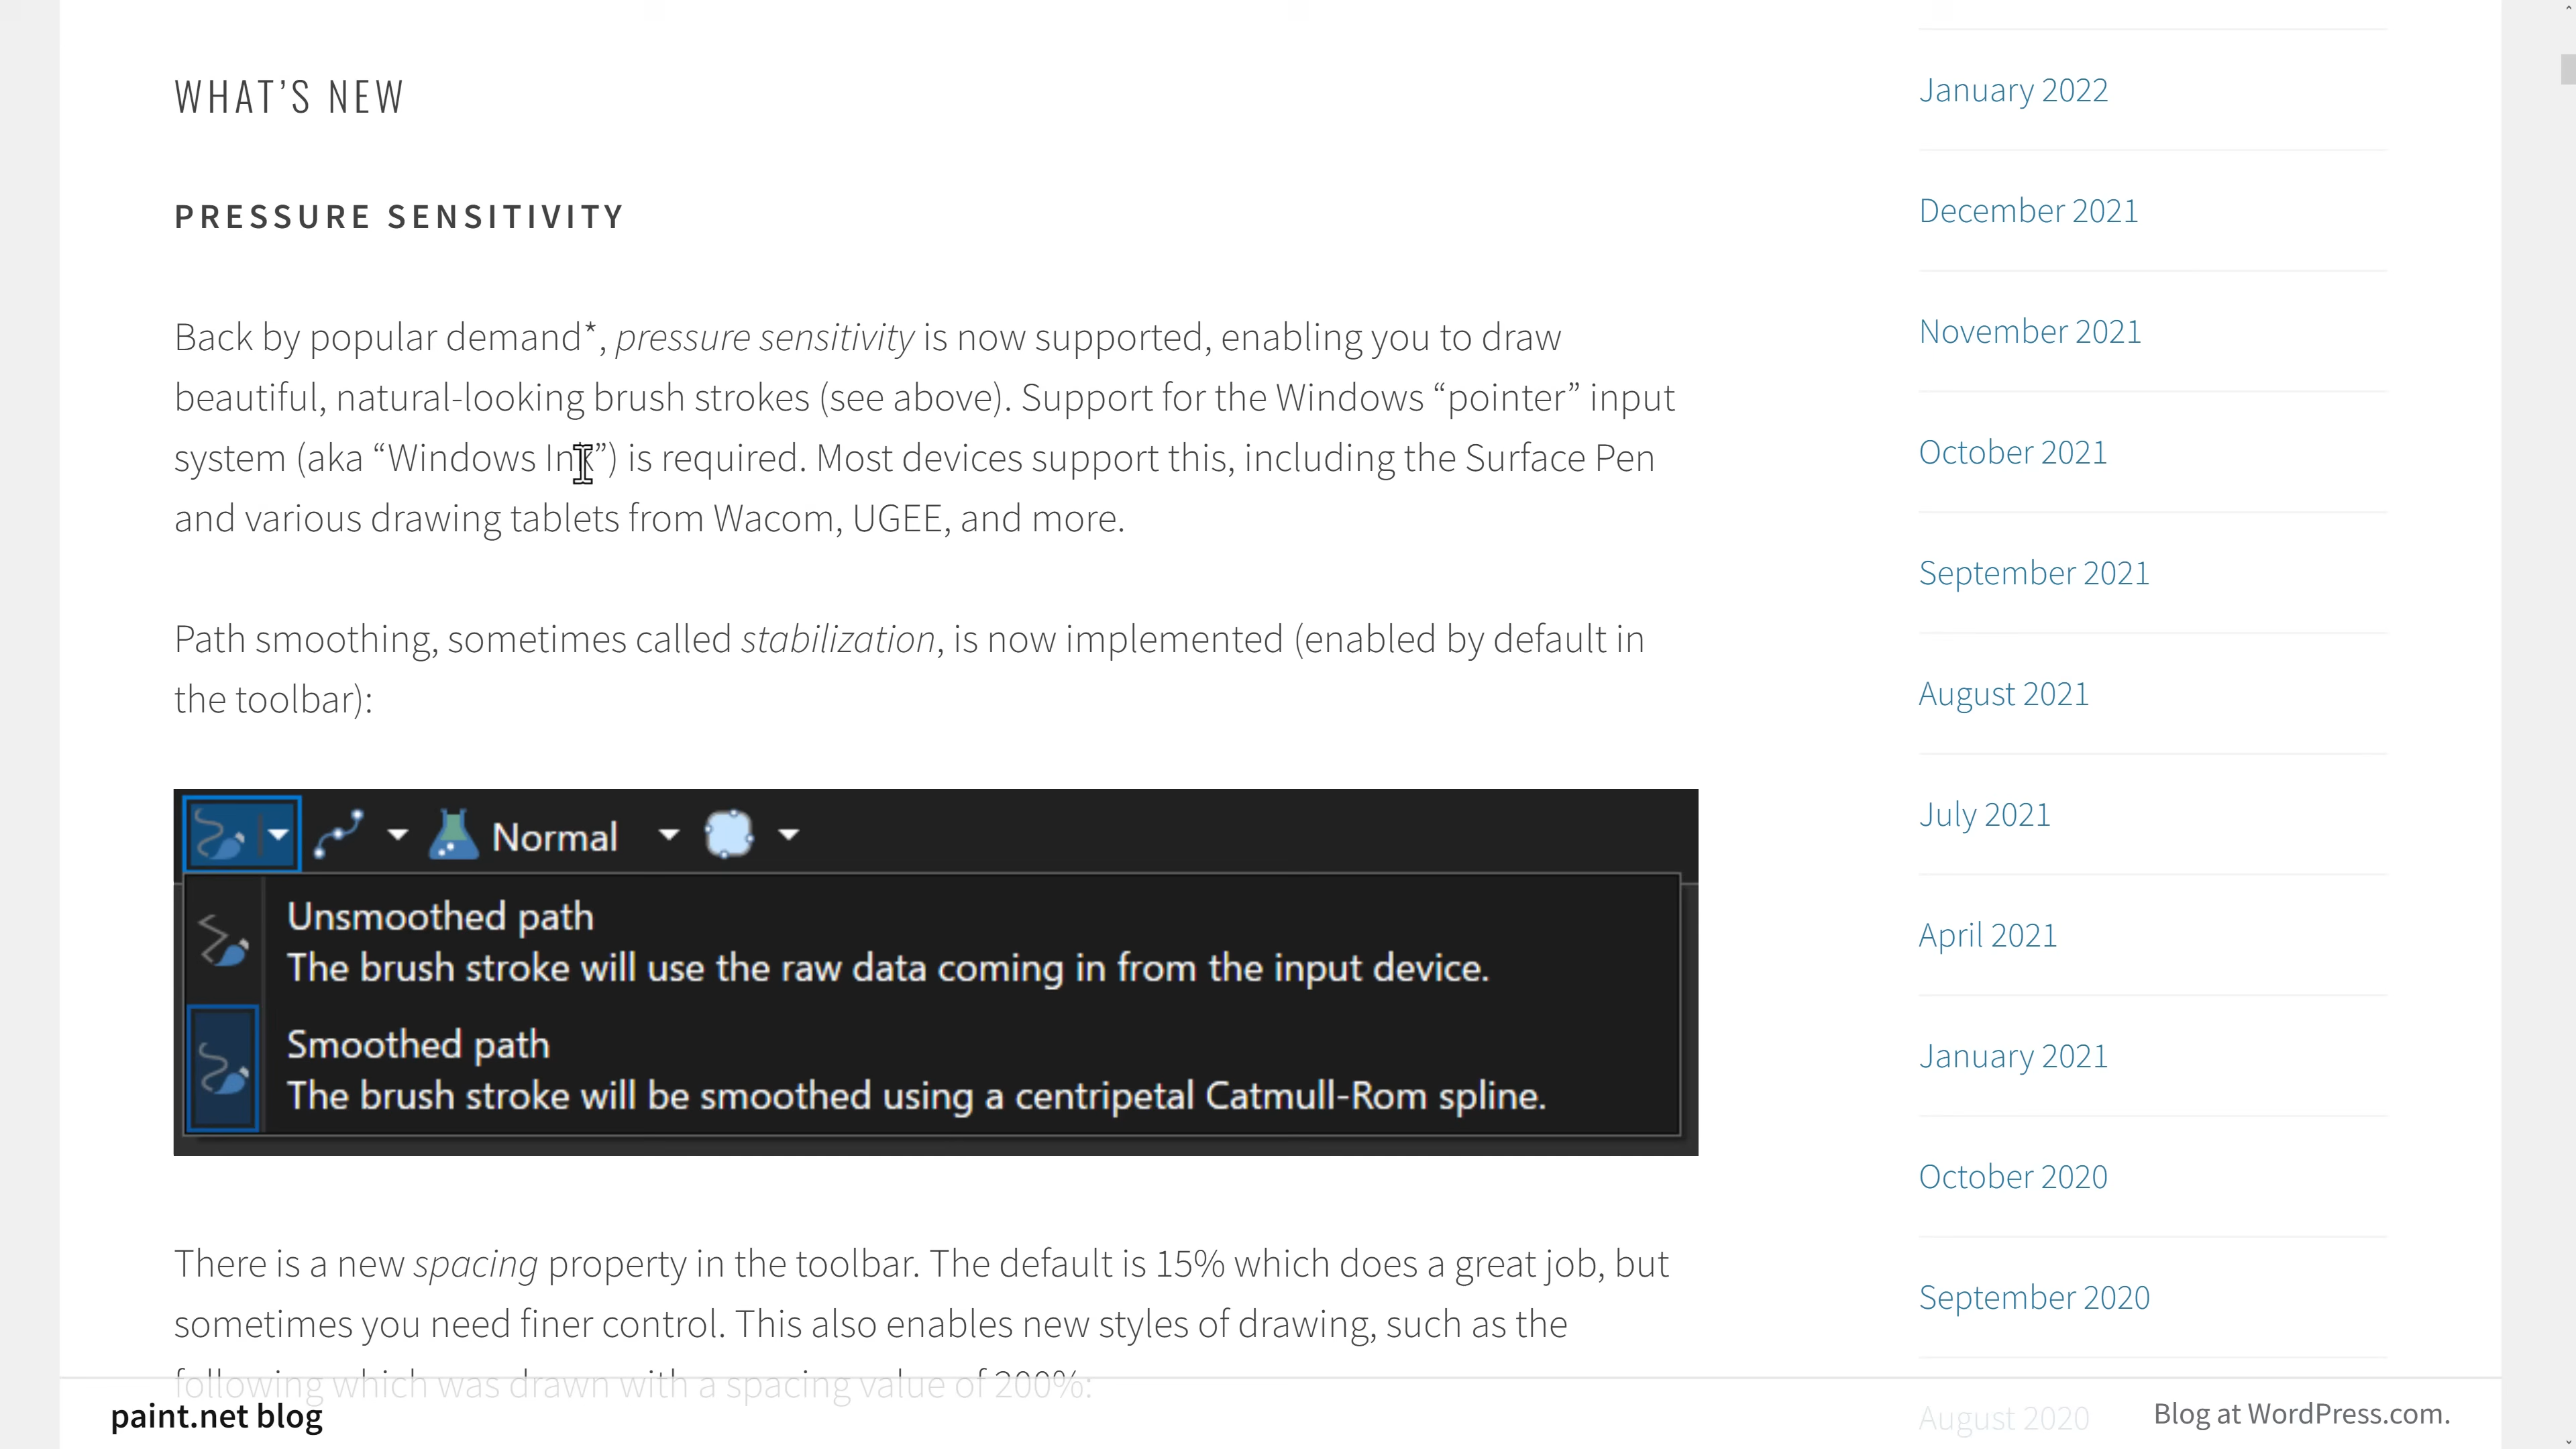 WHAT’S NEW
PRESSURE SENSITIVITY
Back by popular demand*, pressure sensitivity is now supported, enabling you to draw
beautiful, natural-looking brush strokes (see above). Support for the Windows “pointer” input
system (aka “Windows Ink”) is required. Most devices support this, including the Surface Pen
and various drawing tablets from Wacom, UGEE, and more.
Path smoothing, sometimes called stabilization, is now implemented (enabled by default in
the toolbar):
Normal
Unsmoothed path
The brush stroke will use the raw data coming in from the input device.
Smoothed path
The brush stroke will be smoothed using a centripetal Catmull-Rom spline.
There is a new spacing property in the toolbar. The default is 15% which does a great job, but
sometimes you need finer control. This also enables new styles of drawing, such as the
following which was drawn with a spacing value of 200%:
January 2022
December 2021
November 2021
October 2021
September 2021
August 2021
July 2021
April 2021
January 2021
October 2020
September 2020
August 2020
paint.net blog
Blog at WordPress.com.